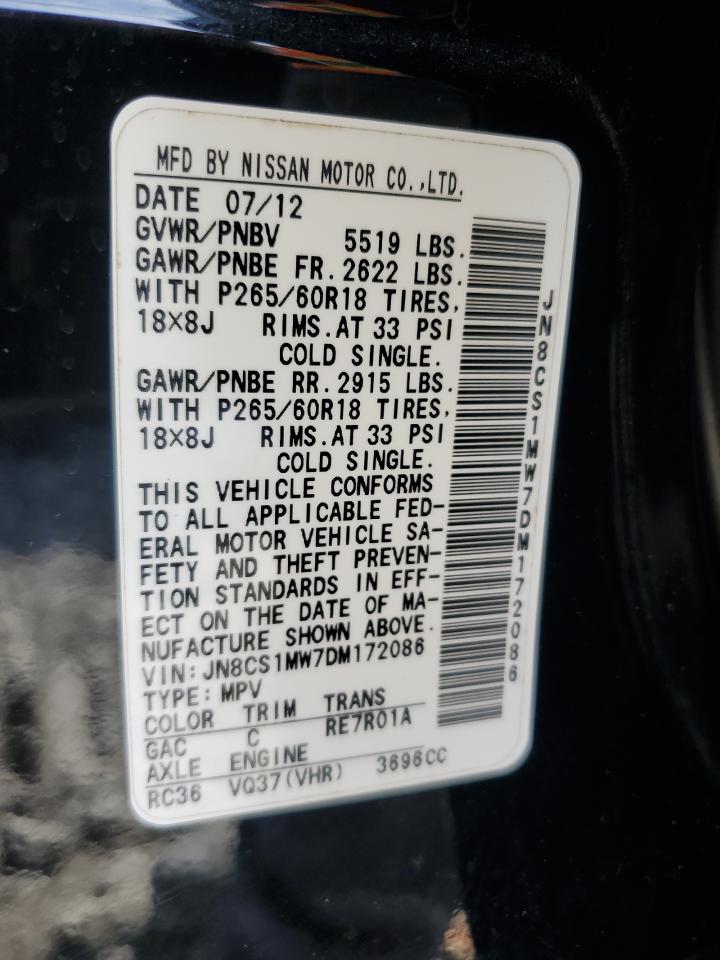 MFD BY NISSAN MOTOR CO.,LTD.
DATE 07/12
GVWR/PNBV 5519 LBS.
GAWR/PNBE FR.2622 LBS.
WITH P265/60R18 TIRES,
18X8J RIMS.AT 33 PSI
COLD SINGLE.
GAWR/PNBE RR.2915 LBS.
WITH P265/60R18 TIRES,
18X8J RIMS.AT 33 PSI
COLD SINGLE.
THIS VEHICLE CONFORMS
TO ALL APPLICABLE FED-
ERAL MOTOR VEHICLE SA-
FETY AND THEFT PREVEN-
TION STANDARDS IN EFF-
ECT ON THE DATE OF MA-
NUFACTURE SHOWN ABOVE.
VIN:JN8CS1MW7DM172086
TYPE:MPV
COLOR TRIM TRANS
GAC C RE7R01A
AXLE ENGINE
RC36 VQ37(VHR) 3696CC
JN8CS1MW7DM172086